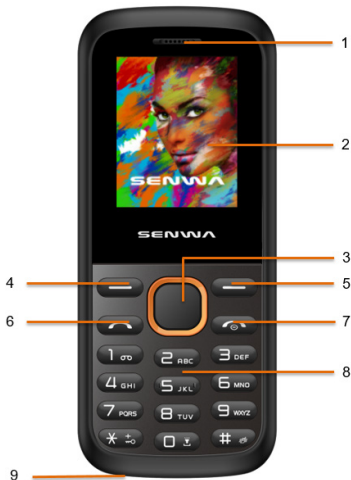 1
2
SENWA
SENWA
3
4
5
6
7
1 
2 ABC
3 DEF
8
4 GHI
5 JKL
6 MNO
7 PQRS
8 TUV
9 WXYZ
* +
0
#
9